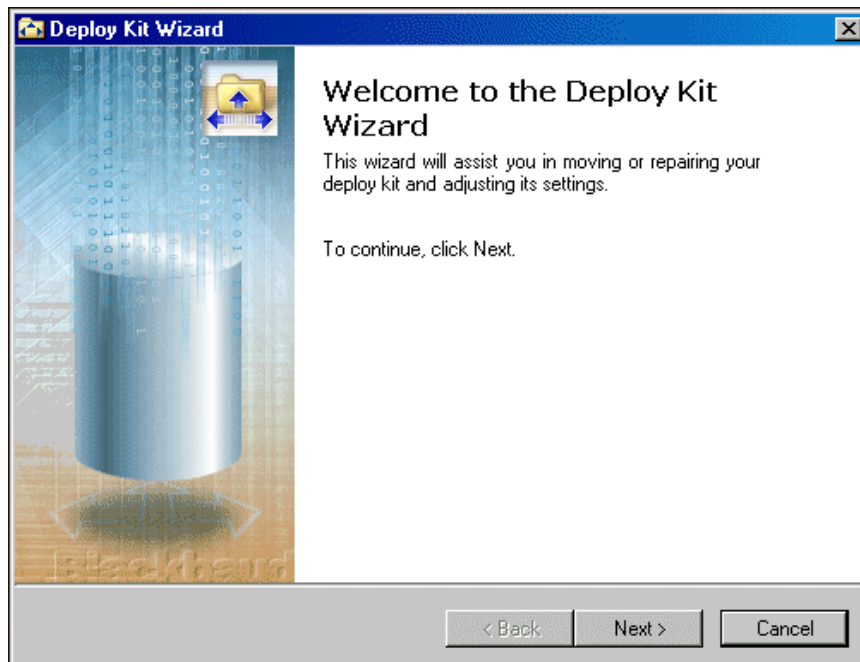 Deploy Kit Wizard
Welcome to the Deploy Kit
Wizard
This wizard will assist you in moving or repairing your
deploy kit and adjusting its settings.
To continue, click Next.
Blackbaud
< Back
Next >
Cancel